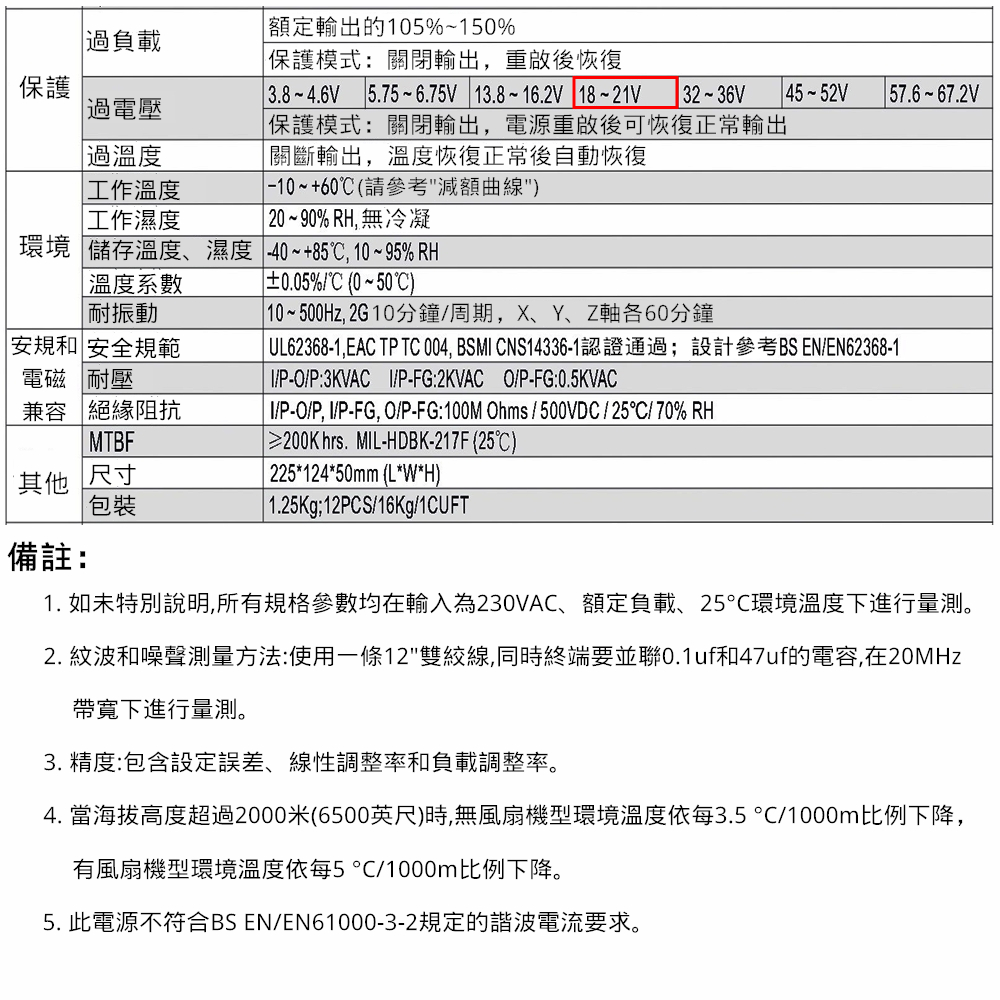 保護
過負載
額定輸出的105%~150%
保護模式：關閉輸出，重啟後恢復
過電壓
3.8 ~ 4.6V 5.75 ~ 6.75V 13.8 ~ 16.2V 18 ~ 21V 32 ~ 36V 45 ~ 52V 57.6 ~ 67.2V
保護模式：關閉輸出，電源重啟後可恢復正常輸出
過溫度 關斷輸出，溫度恢復正常後自動恢復
環境
工作溫度 -10 ~ +60℃ (請參考"減額曲線")
工作濕度 20 ~ 90% RH, 無冷凝
儲存溫度、濕度 -40 ~ +85℃, 10 ~ 95% RH
溫度系數 ±0.05%/℃ (0 ~ 50℃)
耐振動 10 ~ 500Hz, 2G 10分鐘/周期，X、Y、Z軸各60分鐘
安規和
電磁
兼容
安全規範 UL62368-1,EAC TP TC 004, BSMI CNS14336-1認證通過；設計參考BS EN/EN62368-1
耐壓 I/P-O/P:3KVAC I/P-FG:2KVAC O/P-FG:0.5KVAC
絕緣阻抗 I/P-O/P, I/P-FG, O/P-FG:100M Ohms / 500VDC / 25℃/ 70% RH
其他
MTBF ≥200K hrs. MIL-HDBK-217F (25℃)
尺寸 225*124*50mm (L*W*H)
包裝 1.25Kg;12PCS/16Kg/1CUFT
備註:
1. 如未特別說明,所有規格參數均在輸入為230VAC、額定負載、25°C環境溫度下進行量測。
2. 紋波和噪聲測量方法:使用一條12"雙絞線,同時終端要並聯0.1uf和47uf的電容,在20MHz
帶寬下進行量測。
3. 精度:包含設定誤差、線性調整率和負載調整率。
4. 當海拔高度超過2000米(6500英尺)時,無風扇機型環境溫度依每3.5 °C/1000m比例下降，
有風扇機型環境溫度依每5 °C/1000m比例下降。
5. 此電源不符合BS EN/EN61000-3-2規定的諧波電流要求。